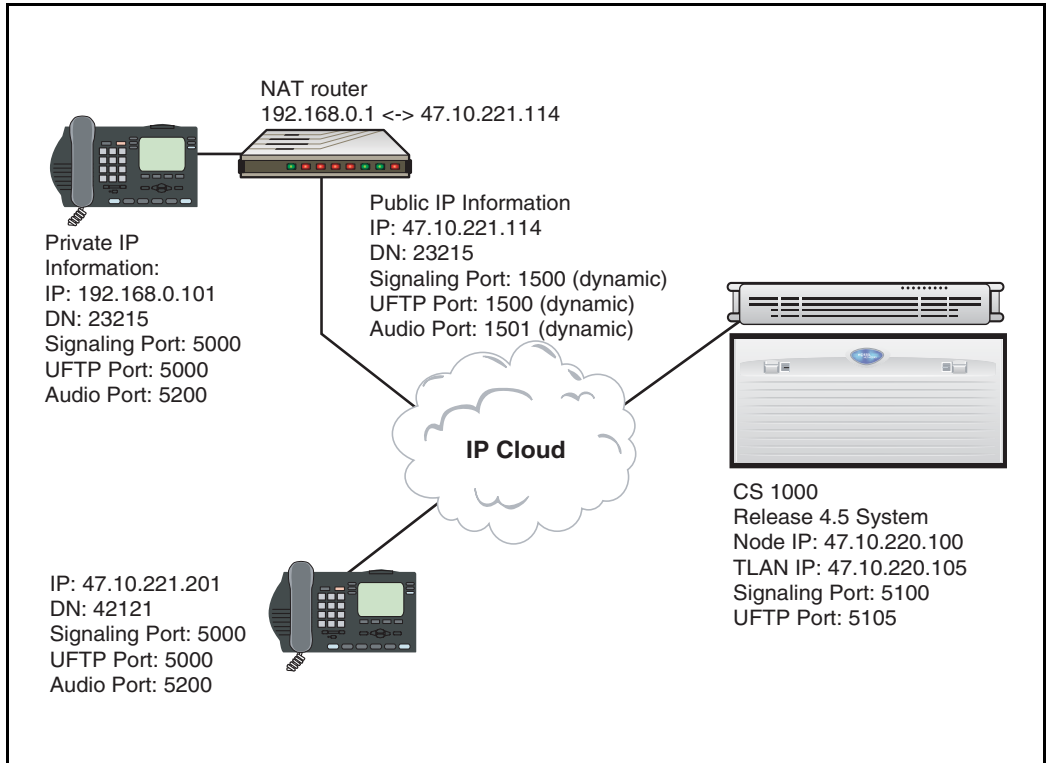 NAT router
192.168.0.1 <-> 47.10.221.114
Private IP
Information:
IP: 192.168.0.101
DN: 23215
Signaling Port: 5000
UFTP Port: 5000
Audio Port: 5200
Public IP Information
IP: 47.10.221.114
DN: 23215
Signaling Port: 1500 (dynamic)
UFTP Port: 1500 (dynamic)
Audio Port: 1501 (dynamic)
IP Cloud
CS 1000
Release 4.5 System
Node IP: 47.10.220.100
TLAN IP: 47.10.220.105
Signaling Port: 5100
UFTP Port: 5105
IP: 47.10.221.201
DN: 42121
Signaling Port: 5000
UFTP Port: 5000
Audio Port: 5200